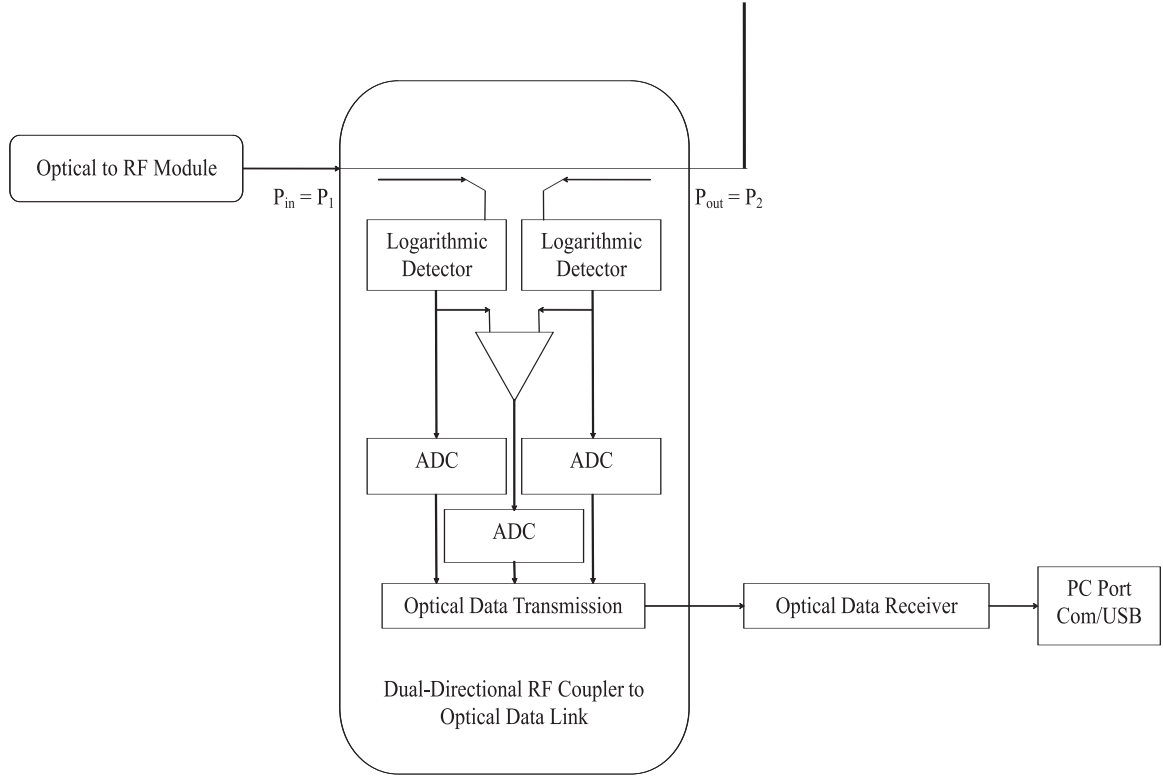 Optical to RF Module
P_in = P_1
P_out = P_2
Logarithmic
Detector
Logarithmic
Detector
ADC
ADC
ADC
Optical Data Transmission
Optical Data Receiver
PC Port
Com/USB
Dual-Directional RF Coupler to
Optical Data Link